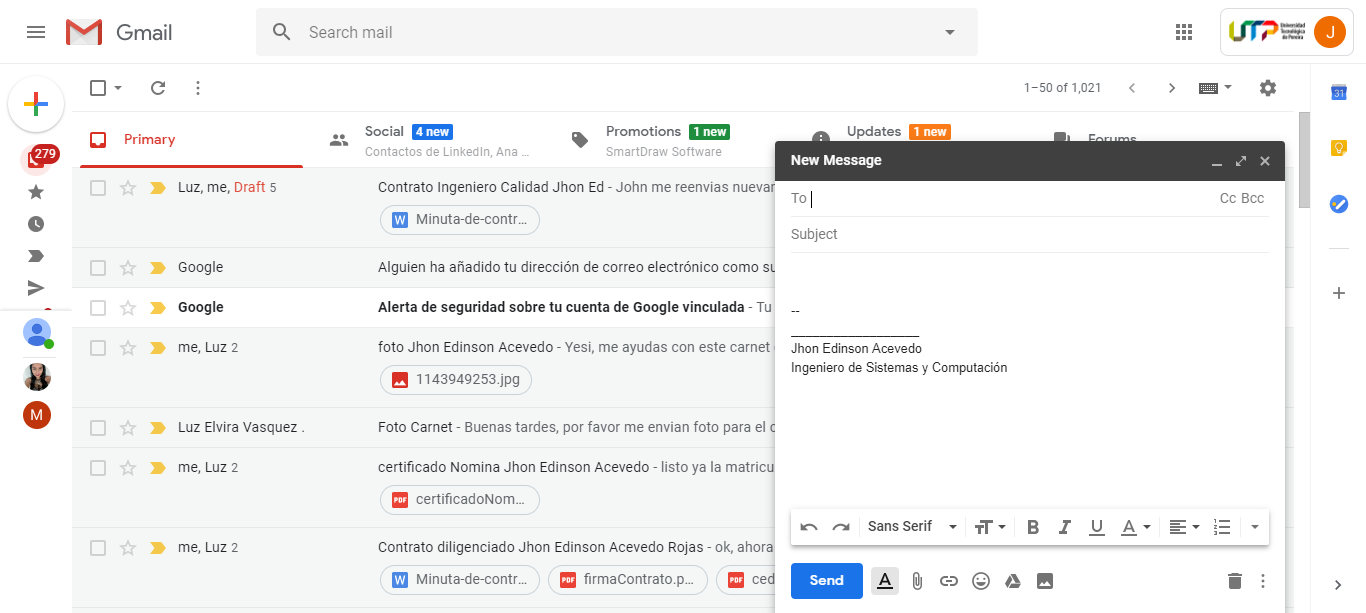 Gmail
Search mail
UTP Universidad Tecnológica de Pereira
J
1–50 of 1,021
31
279
Primary
Social 4 new
Contactos de LinkedIn, Ana ...
Promotions 1 new
SmartDraw Software
Updates 1 new
Forums
Luz, me, Draft 5
Contrato Ingeniero Calidad Jhon Ed - John me reenvias nuevar
W Minuta-de-contr...
Google
Alguien ha añadido tu dirección de correo electrónico como su
Google
Alerta de seguridad sobre tu cuenta de Google vinculada - Tu
me, Luz 2
foto Jhon Edinson Acevedo - Yesi, me ayudas con este carnet
1143949253.jpg
Luz Elvira Vasquez .
Foto Carnet - Buenas tardes, por favor me envian foto para el c
me, Luz 2
certificado Nomina Jhon Edinson Acevedo - listo ya la matricu
PDF certificadoNom...
me, Luz 2
Contrato diligenciado Jhon Edinson Acevedo Rojas - ok, ahora
W Minuta-de-contr...
PDF firmaContrato.p...
PDF ced
M
New Message
To
Cc Bcc
Subject
--
Jhon Edinson Acevedo
Ingeniero de Sistemas y Computación
Sans Serif
Send